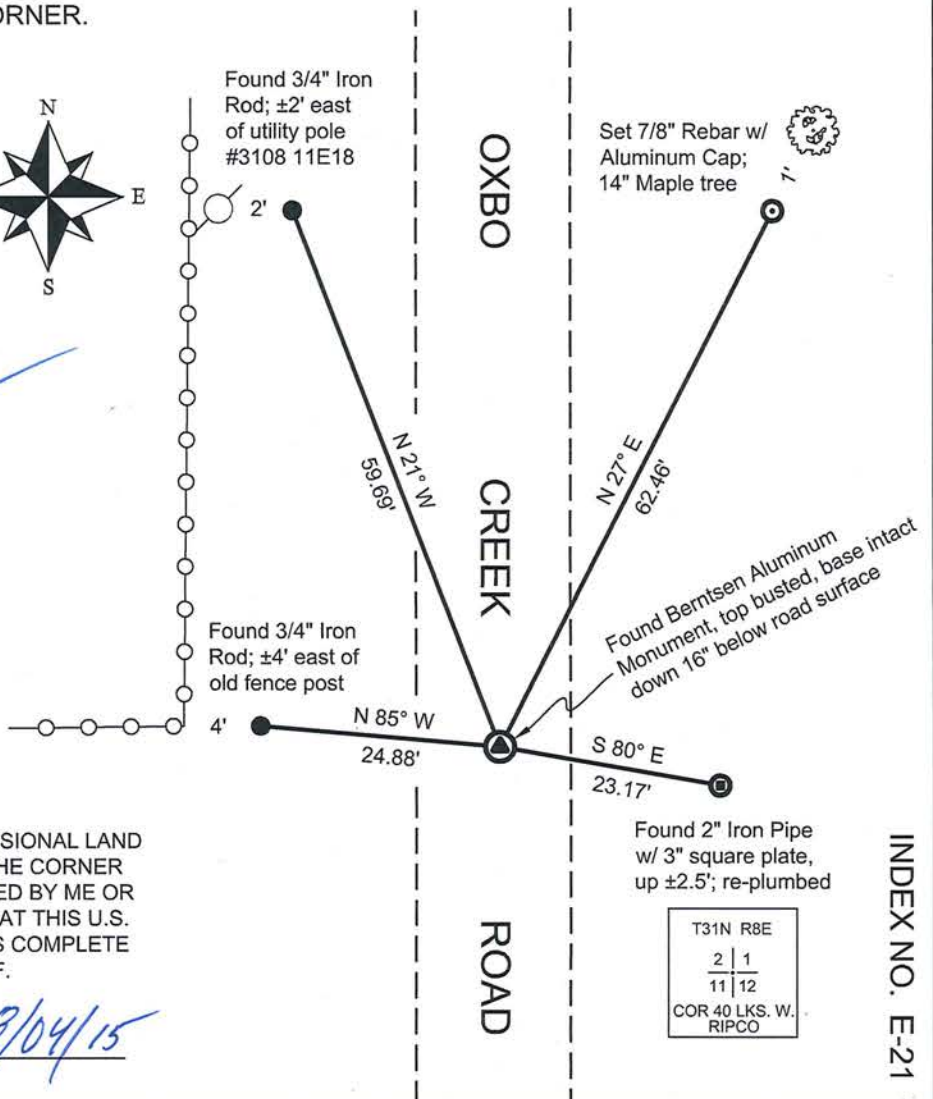 ORNER.
Found 3/4" Iron
Rod; ±2' east
of utility pole
#3108 11E18
N
E
S
2'
OXBO
CREEK
ROAD
Set 7/8" Rebar w/
Aluminum Cap;
14" Maple tree
1'
N 21° W
59.69'
N 27° E
62.46'
Found Berntsen Aluminum
Monument, top busted, base intact
down 16" below road surface
Found 3/4" Iron
Rod; ±4' east of
old fence post
4'
N 85° W
24.88'
S 80° E
23.17'
Found 2" Iron Pipe
w/ 3" square plate,
up ±2.5'; re-plumbed
T31N R8E
2 | 1
11 | 12
COR 40 LKS. W.
RIPCO
SIONAL LAND
HE CORNER
ED BY ME OR
AT THIS U.S.
S COMPLETE
F.
3/04/15
INDEX NO. E-21